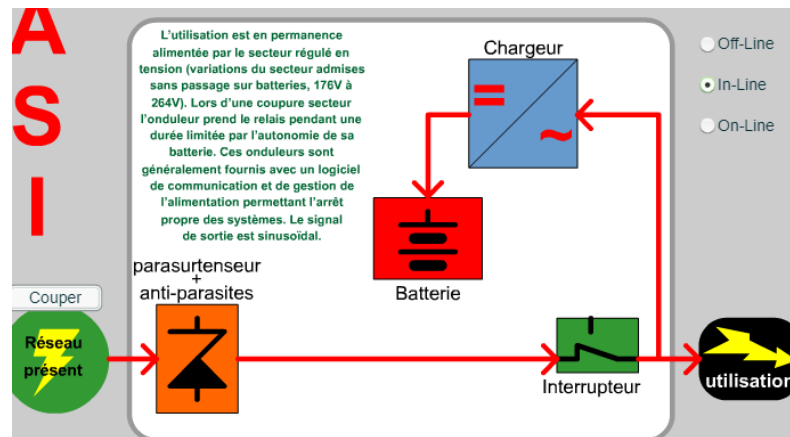 A
S
I
L'utilisation est en permanence
alimentée par le secteur régulé en
tension (variations du secteur admises
sans passage sur batteries, 176V à
264V). Lors d'une coupure secteur
l'onduleur prend le relais pendant une
durée limitée par l'autonomie de sa
batterie. Ces onduleurs sont
généralement fournis avec un logiciel
de communication et de gestion de
l'alimentation permettant l'arrêt
propre des systèmes. Le signal
de sortie est sinusoïdal.
Chargeur
=
~
Off-Line
In-Line
On-Line
Batterie
parasurtenseur
+
anti-parasites
Couper
Réseau
présent
Interrupteur
utilisation